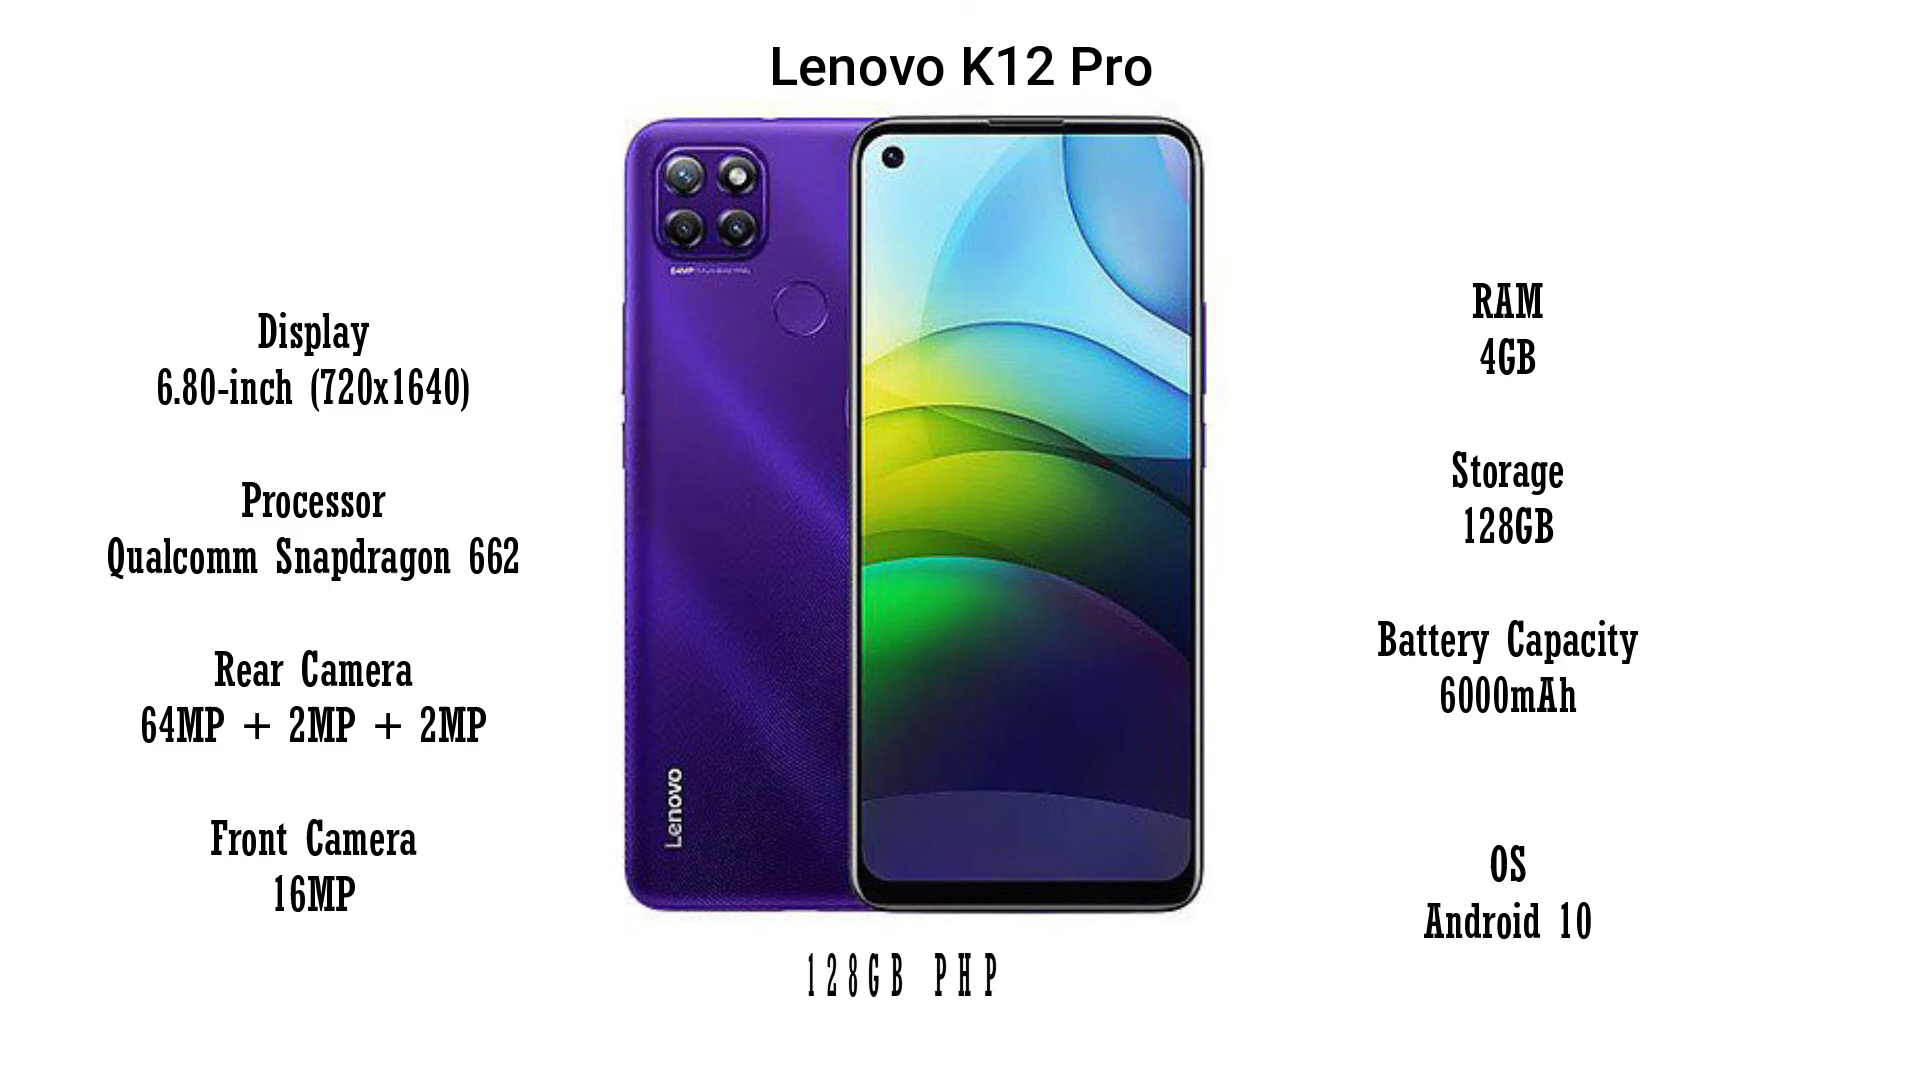 Lenovo K12 Pro
Display
6.80-inch (720x1640)
Processor
Qualcomm Snapdragon 662
Rear Camera
64MP + 2MP + 2MP
Front Camera
16MP
64MP
Lenovo
RAM
4GB
Storage
128GB
Battery Capacity
6000mAh
OS
Android 10
128GB PHP